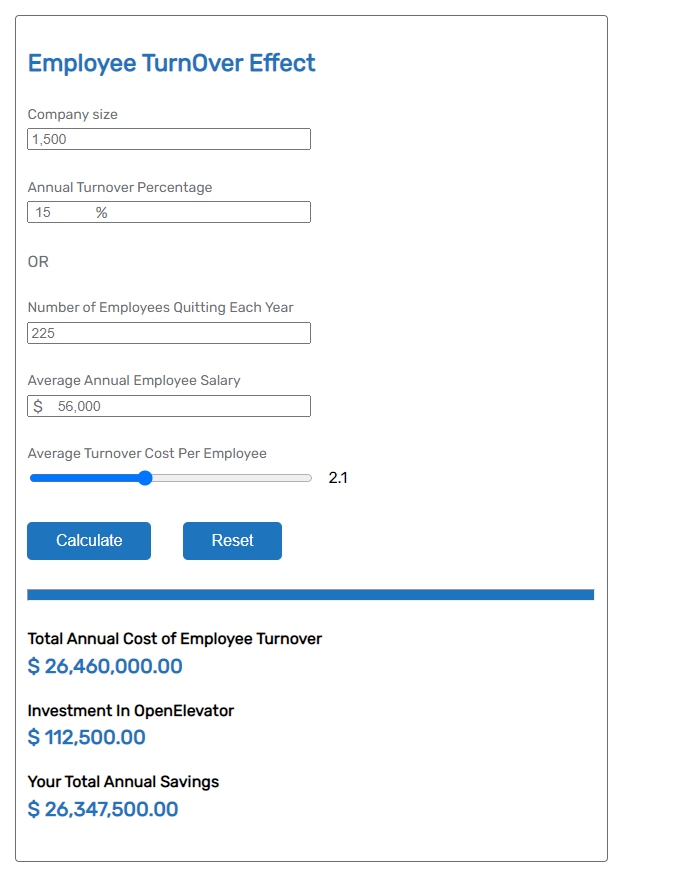 Employee TurnOver Effect
Company size
1,500
Annual Turnover Percentage
15 %
OR
Number of Employees Quitting Each Year
225
Average Annual Employee Salary
$ 56,000
Average Turnover Cost Per Employee
2.1
Calculate Reset
Total Annual Cost of Employee Turnover
$ 26,460,000.00
Investment In OpenElevator
$ 112,500.00
Your Total Annual Savings
$ 26,347,500.00